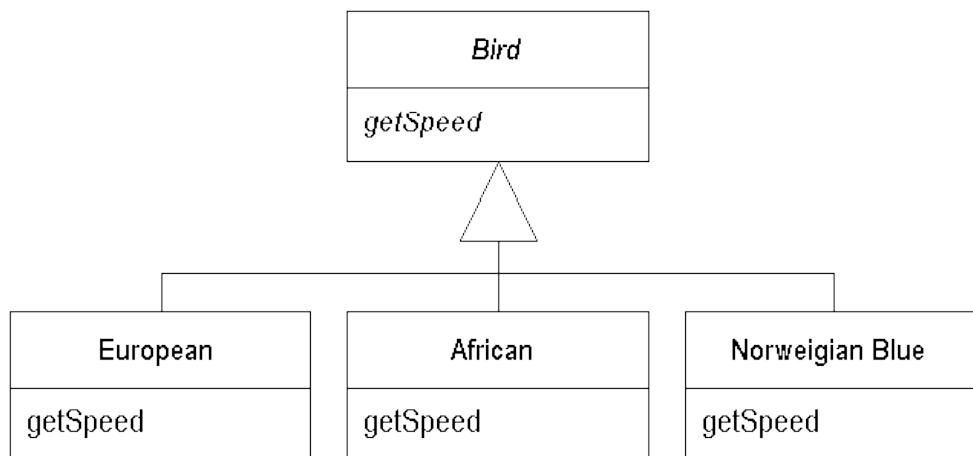 Bird
getSpeed
European
African
Norweigian Blue
getSpeed
getSpeed
getSpeed